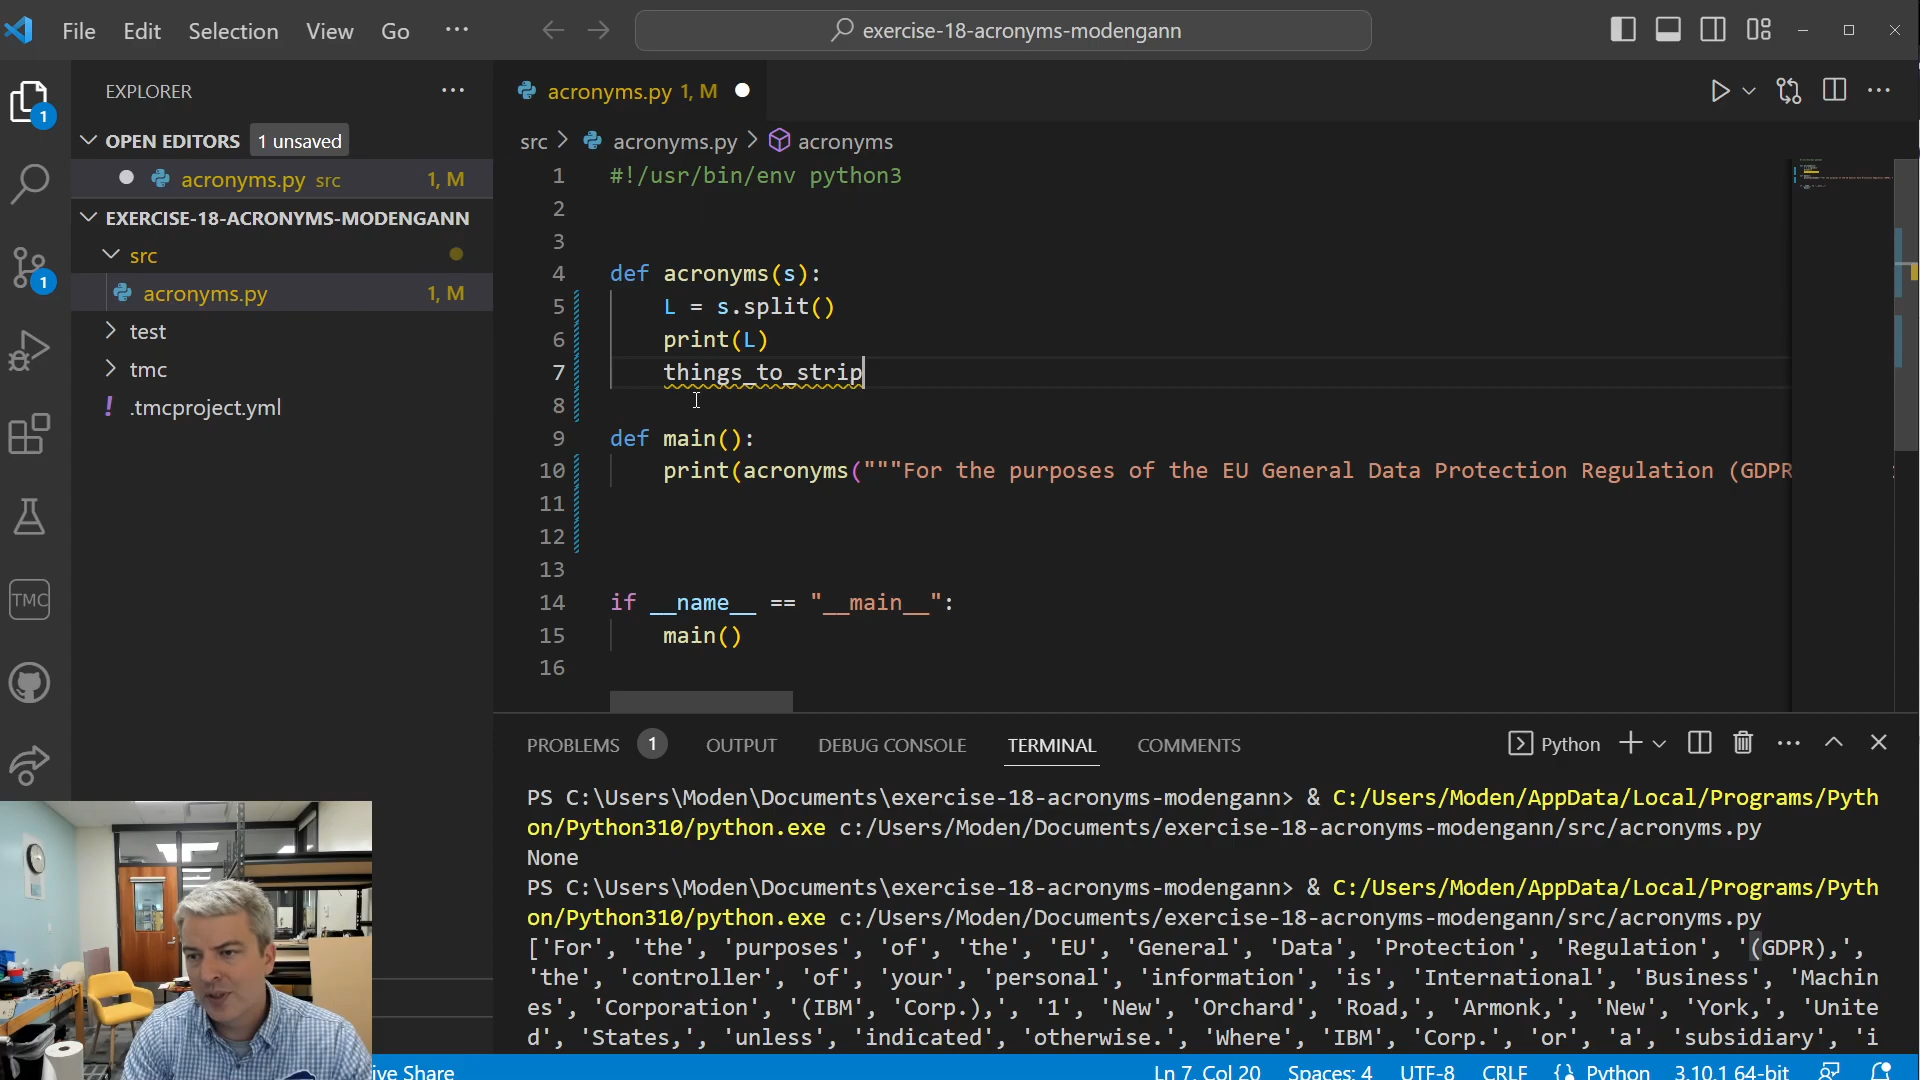 File Edit Selection View Go ···
exercise-18-acronyms-modengann
EXPLORER
OPEN EDITORS 1 unsaved
acronyms.py src 1, M
EXERCISE-18-ACRONYMS-MODENGANN
src
acronyms.py 1, M
test
tmc
! .tmcproject.yml
1
1
TMC
acronyms.py 1, M
src > acronyms.py > acronyms
1 #!/usr/bin/env python3
2
3
4 def acronyms(s):
5 L = s.split()
6 print(L)
7 things_to_strip
8
9 def main():
10 print(acronyms("""For the purposes of the EU General Data Protection Regulation (GDPR
11
12
13
14 if __name__ == "__main__":
15 main()
16
PROBLEMS 1 OUTPUT DEBUG CONSOLE TERMINAL COMMENTS
Python
PS C:\Users\Moden\Documents\exercise-18-acronyms-modengann> & C:/Users/Moden/AppData/Local/Programs/Pyth
on/Python310/python.exe c:/Users/Moden/Documents/exercise-18-acronyms-modengann/src/acronyms.py
None
PS C:\Users\Moden\Documents\exercise-18-acronyms-modengann> & C:/Users/Moden/AppData/Local/Programs/Pyth
on/Python310/python.exe c:/Users/Moden/Documents/exercise-18-acronyms-modengann/src/acronyms.py
['For', 'the', 'purposes', 'of', 'the', 'EU', 'General', 'Data', 'Protection', 'Regulation', '(GDPR),',
'the', 'controller', 'of', 'your', 'personal', 'information', 'is', 'International', 'Business', 'Machin
es', 'Corporation', '(IBM', 'Corp.),', '1', 'New', 'Orchard', 'Road,', 'Armonk,', 'New', 'York,', 'Unite
d', 'States,', 'unless', 'indicated', 'otherwise.', 'Where', 'IBM', 'Corp.', 'or', 'a', 'subsidiary', 'i
ive Share Ln 7, Col 20 Spaces: 4 UTF-8 CRLF {} Python 3.10.1 64-bit